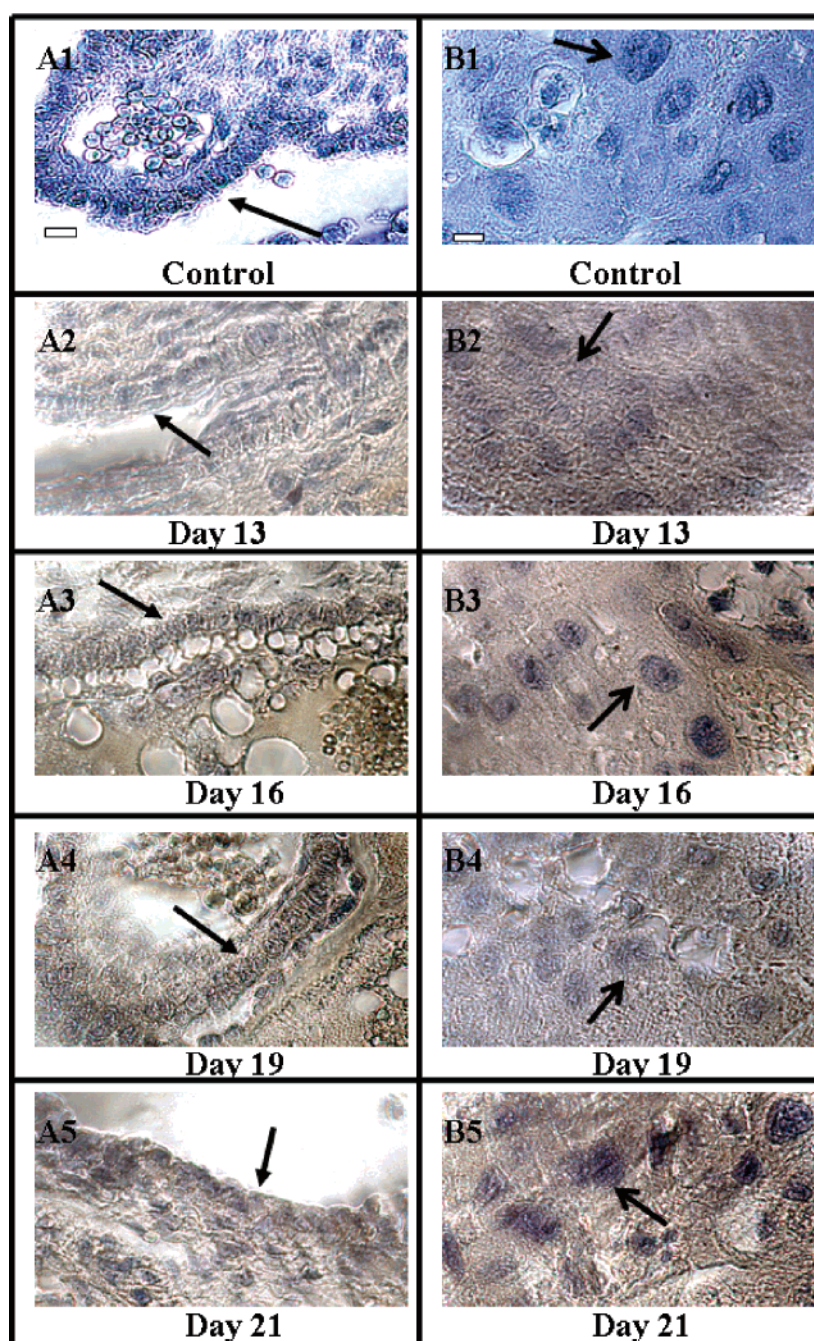 A1
B1
Control
Control
A2
B2
Day 13
Day 13
A3
B3
Day 16
Day 16
A4
B4
Day 19
Day 19
A5
B5
Day 21
Day 21